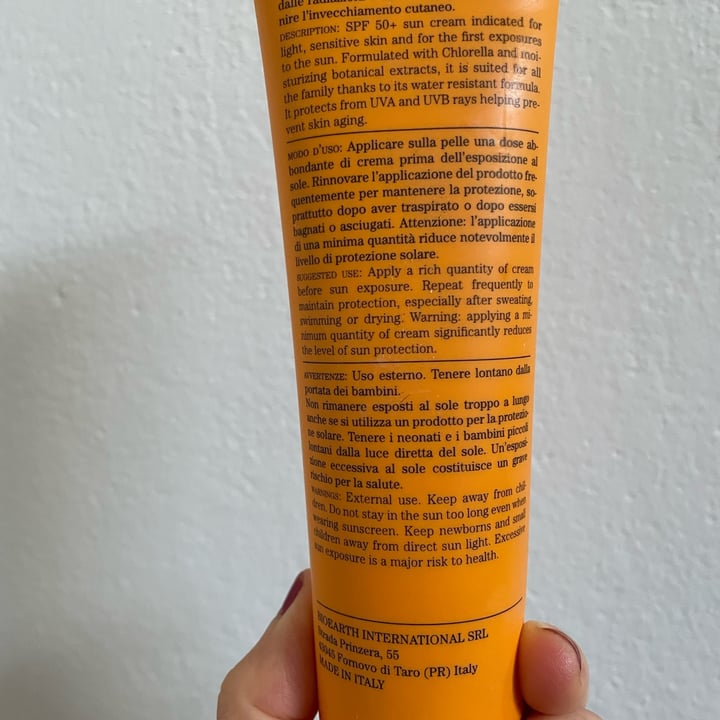 dalle radiazioni
nire l'invecchiamento cutaneo.
DESCRIPTION: SPF 50+ sun cream indicated for
light, sensitive skin and for the first exposures
to the sun. Formulated with Chlorella and moi-
sturizing botanical extracts, it is suited for all
the family thanks to its water resistant formula.
It protects from UVA and UVB rays helping pre-
vent skin aging.
MODO D'USO: Applicare sulla pelle una dose ab-
bondante di crema prima dell'esposizione al
sole. Rinnovare l'applicazione del prodotto fre-
quentemente per mantenere la protezione, so-
prattutto dopo aver traspirato o dopo essersi
bagnati o asciugati. Attenzione: l'applicazione
di una minima quantità riduce notevolmente il
livello di protezione solare.
SUGGESTED USE: Apply a rich quantity of cream
before sun exposure. Repeat frequently to
maintain protection, especially after sweating,
swimming or drying. Warning: applying a mi-
nimum quantity of cream significantly reduces
the level of sun protection.
AVVERTENZE: Uso esterno. Tenere lontano dalla
portata dei bambini.
Non rimanere esposti al sole troppo a lungo
anche se si utilizza un prodotto per la protezio-
ne solare. Tenere i neonati e i bambini piccoli
lontani dalla luce diretta del sole. Un'esposi-
zione eccessiva al sole costituisce un grave
rischio per la salute.
WARNINGS: External use. Keep away from chil-
dren. Do not stay in the sun too long even when
wearing sunscreen. Keep newborns and small
children away from direct sun light. Excessive
sun exposure is a major risk to health.
BIOEARTH INTERNATIONAL SRL
Strada Prinzera, 55
43045 Fornovo di Taro (PR) Italy
MADE IN ITALY